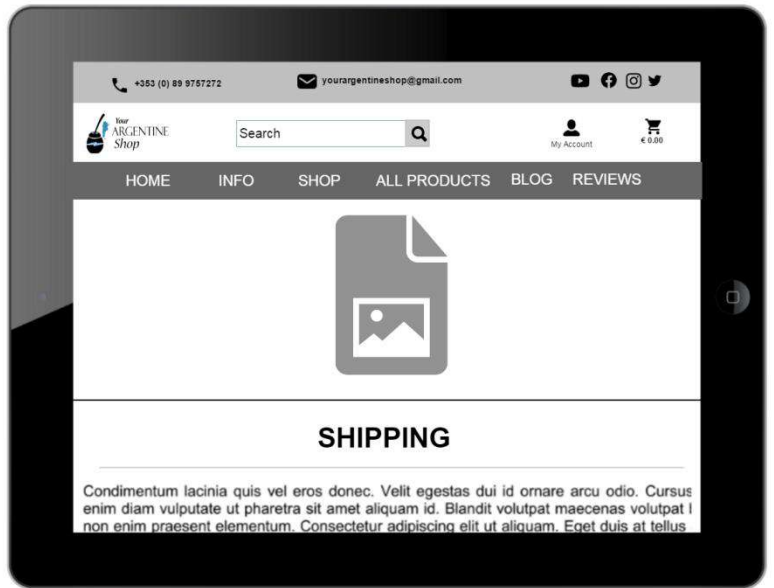 +353 (0) 89 9757272
yourargentineshop@gmail.com
Your
ARGENTINE
Shop
Search
My Account
€ 0.00
HOME INFO SHOP ALL PRODUCTS BLOG REVIEWS
SHIPPING
Condimentum lacinia quis vel eros donec. Velit egestas dui id ornare arcu odio. Cursus
enim diam vulputate ut pharetra sit amet aliquam id. Blandit volutpat maecenas volutpat
non enim praesent elementum. Consectetur adipiscing elit ut aliquam. Eget duis at tellus